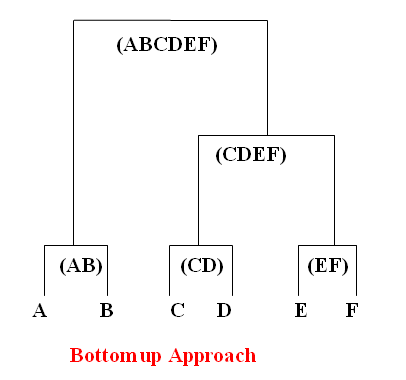 (ABCDEF)
(CDEF)
(AB) (CD) (EF)
A B C D E F
Bottom up Approach